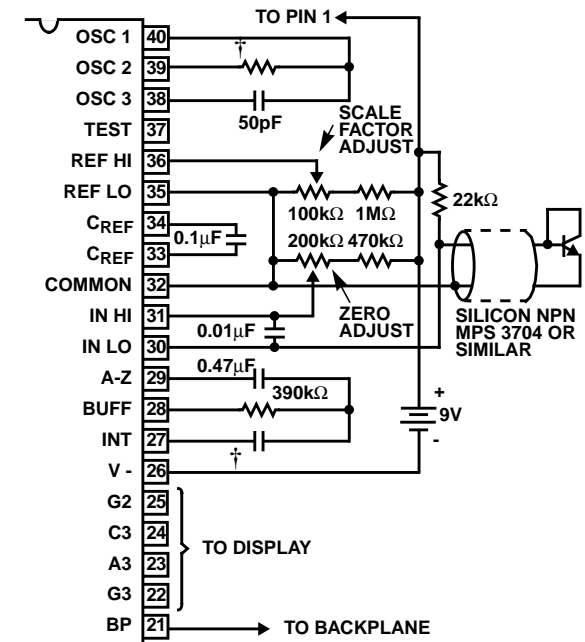 TO PIN 1
OSC 1 40
OSC 2 39 †
OSC 3 38
50pF
TEST 37
SCALE
FACTOR
ADJUST
REF HI 36
REF LO 35
100kΩ 1MΩ
22kΩ
CREF 34
0.1μF
200kΩ 470kΩ
CREF 33
COMMON 32
IN HI 31
ZERO
ADJUST
SILICON NPN
MPS 3704 OR
SIMILAR
0.01μF
IN LO 30
0.47μF
A-Z 29
390kΩ
BUFF 28
+
9V
-
INT 27
†
V - 26
G2 25
C3 24
TO DISPLAY
A3 23
G3 22
BP 21 TO BACKPLANE